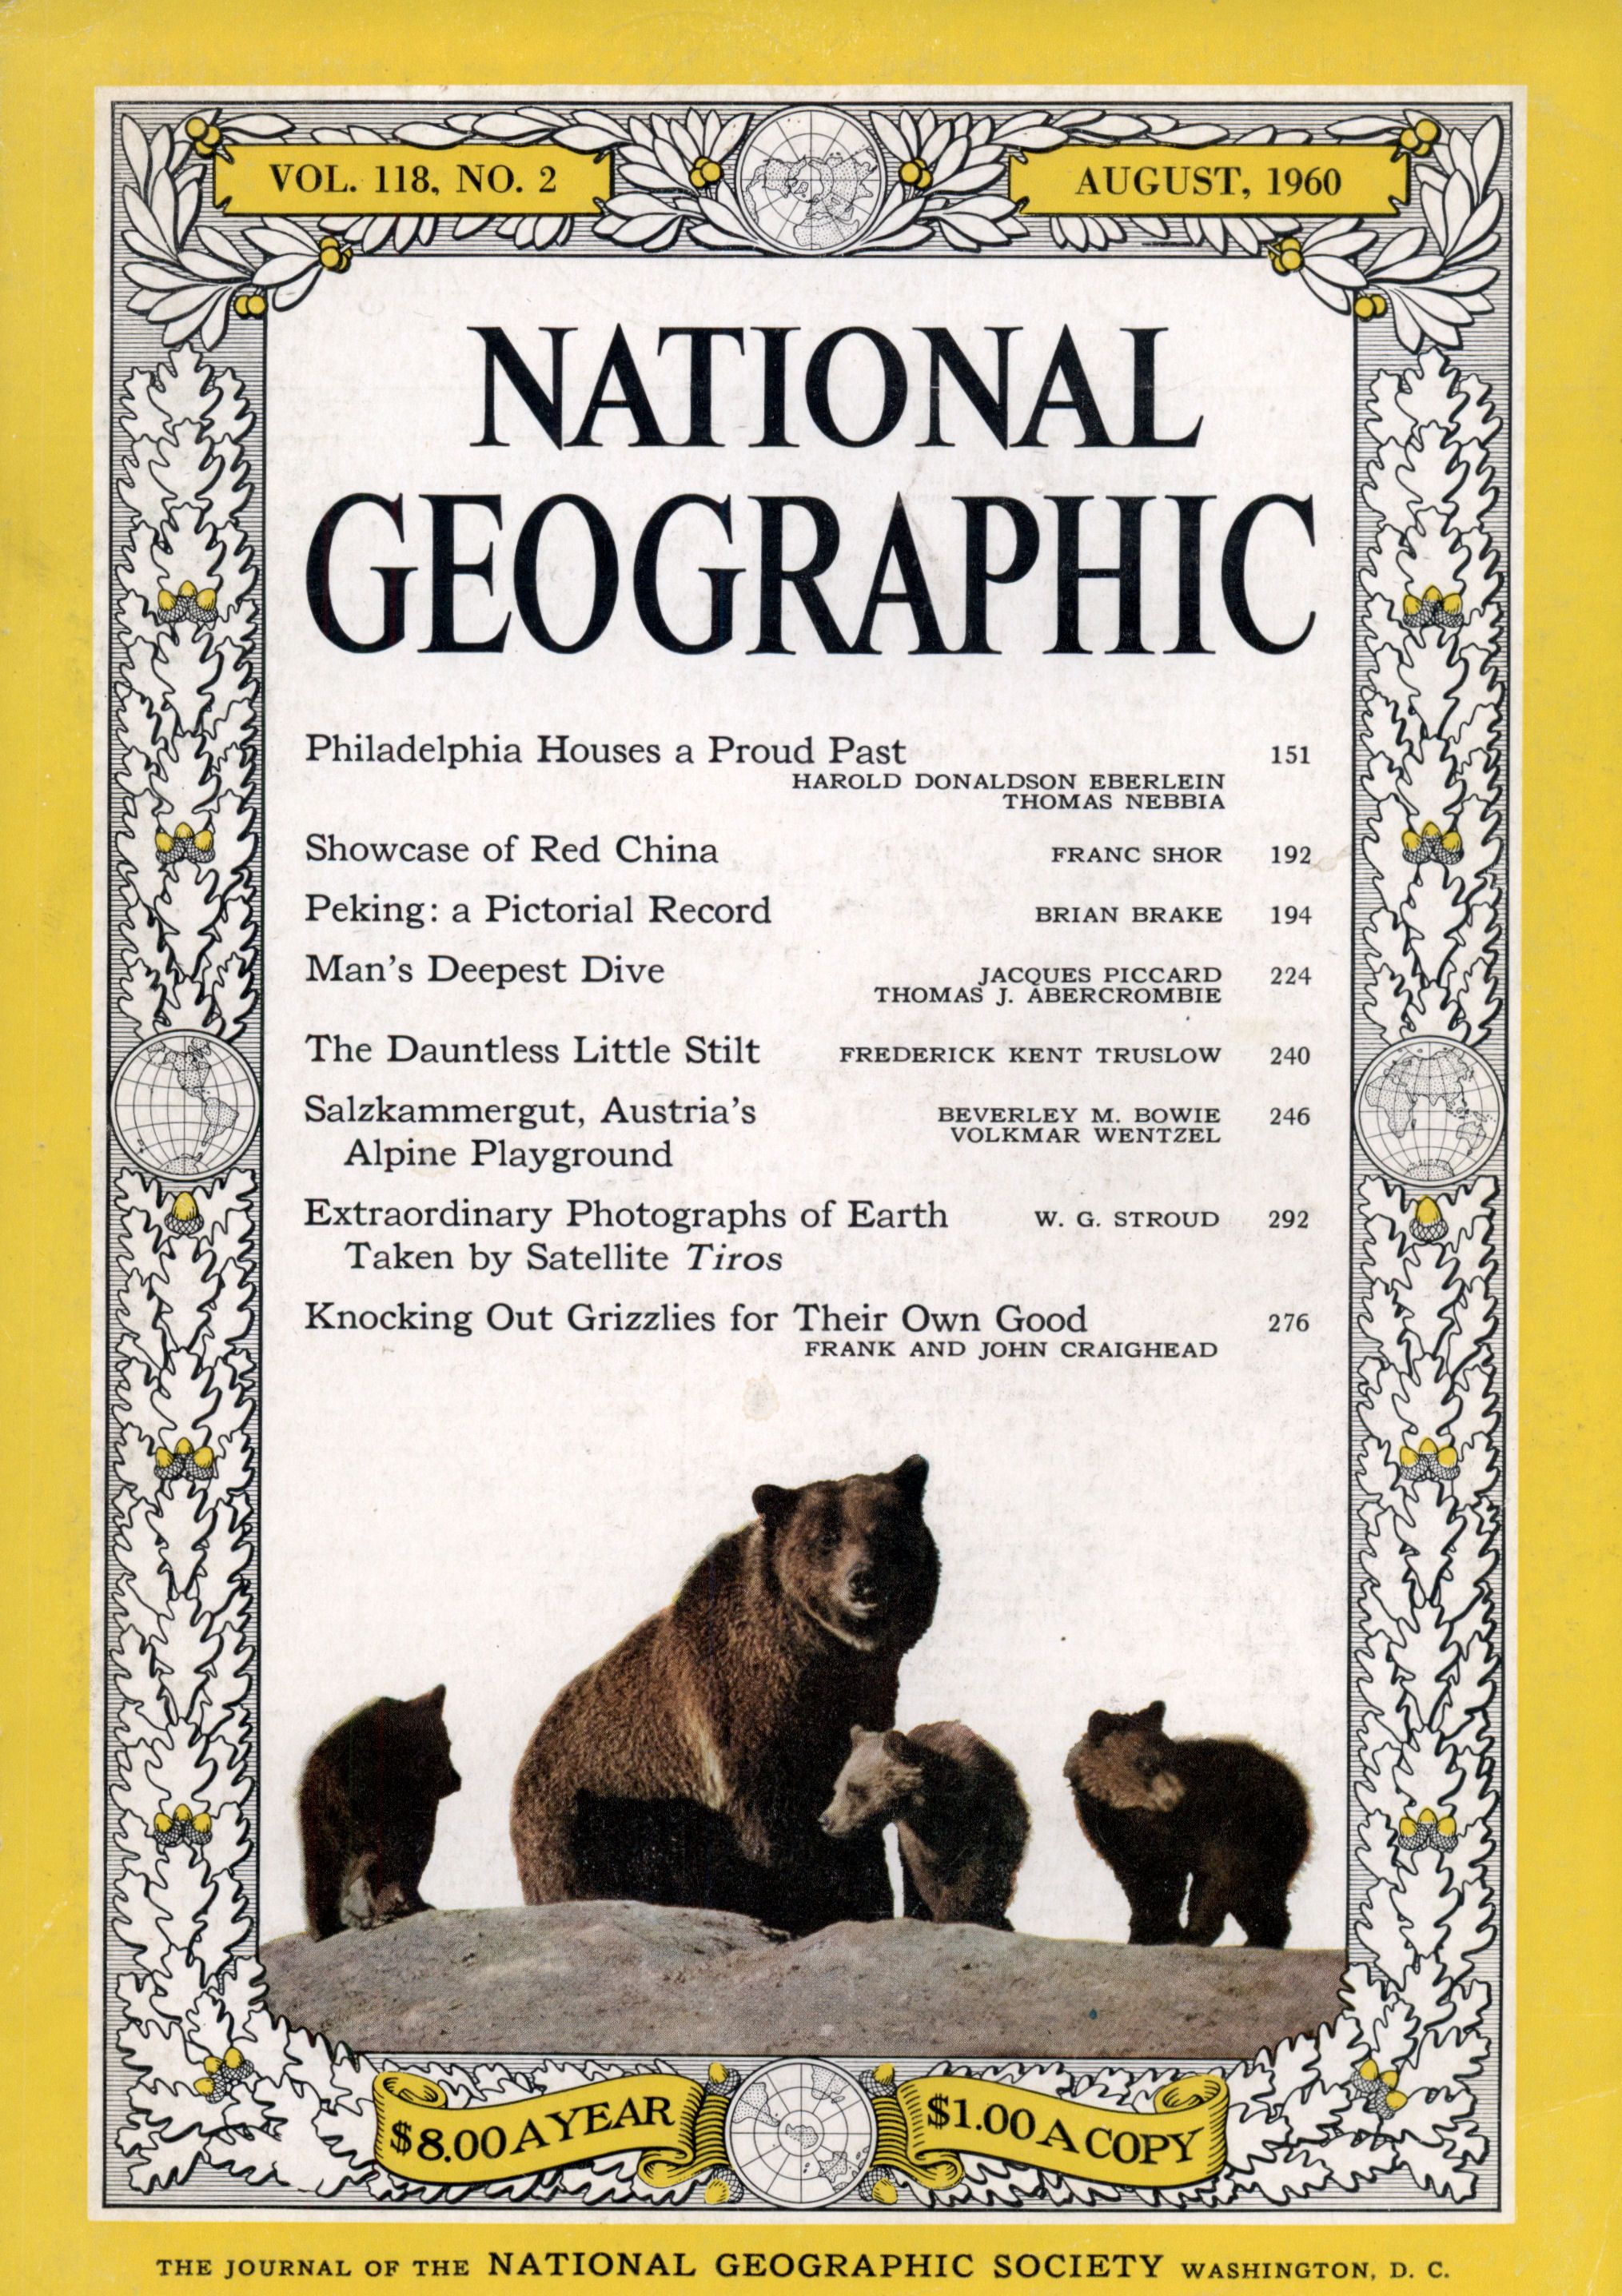 VOL. 118, NO. 2
AUGUST, 1960
NATIONAL
GEOGRAPHIC
Philadelphia Houses a Proud Past 151
HAROLD DONALDSON EBERLEIN
THOMAS NEBBIA
Showcase of Red China FRANC SHOR 192
Peking: a Pictorial Record BRIAN BRAKE 194
Man's Deepest Dive JACQUES PICCARD 224
THOMAS J. ABERCROMBIE
The Dauntless Little Stilt FREDERICK KENT TRUSLOW 240
Salzkammergut, Austria's BEVERLEY M. BOWIE 246
VOLKMAR WENTZEL
Alpine Playground
Extraordinary Photographs of Earth W. G. STROUD 292
Taken by Satellite Tiros
Knocking Out Grizzlies for Their Own Good 276
FRANK AND JOHN CRAIGHEAD
$8.00 A YEAR
$1.00 A COPY
THE JOURNAL OF THE NATIONAL GEOGRAPHIC SOCIETY WASHINGTON, D. C.